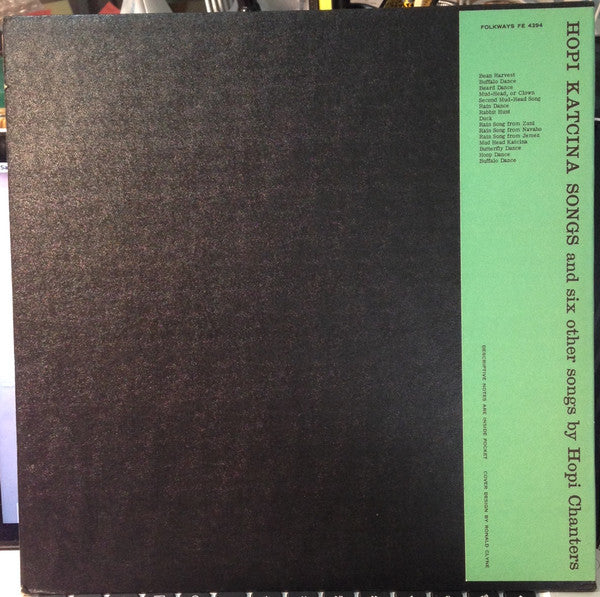 FOLKWAYS FE 4394
HOPI KATCINA SONGS and six other songs by Hopi Chanters
Bean Harvest
Buffalo Dance
Beard Dance
Mud-Head, or Clown
Second Mud-Head Song
Rain Dance
Rabbit Hunt
Duck
Rain Song from Zuni
Rain Song from Navaho
Rain Song from Jemez
Mud Head Katcina
Butterfly Dance
Hoop Dance
Buffalo Dance
DESCRIPTIVE NOTES ARE INSIDE POCKET COVER DESIGN BY RONALD CLYNE